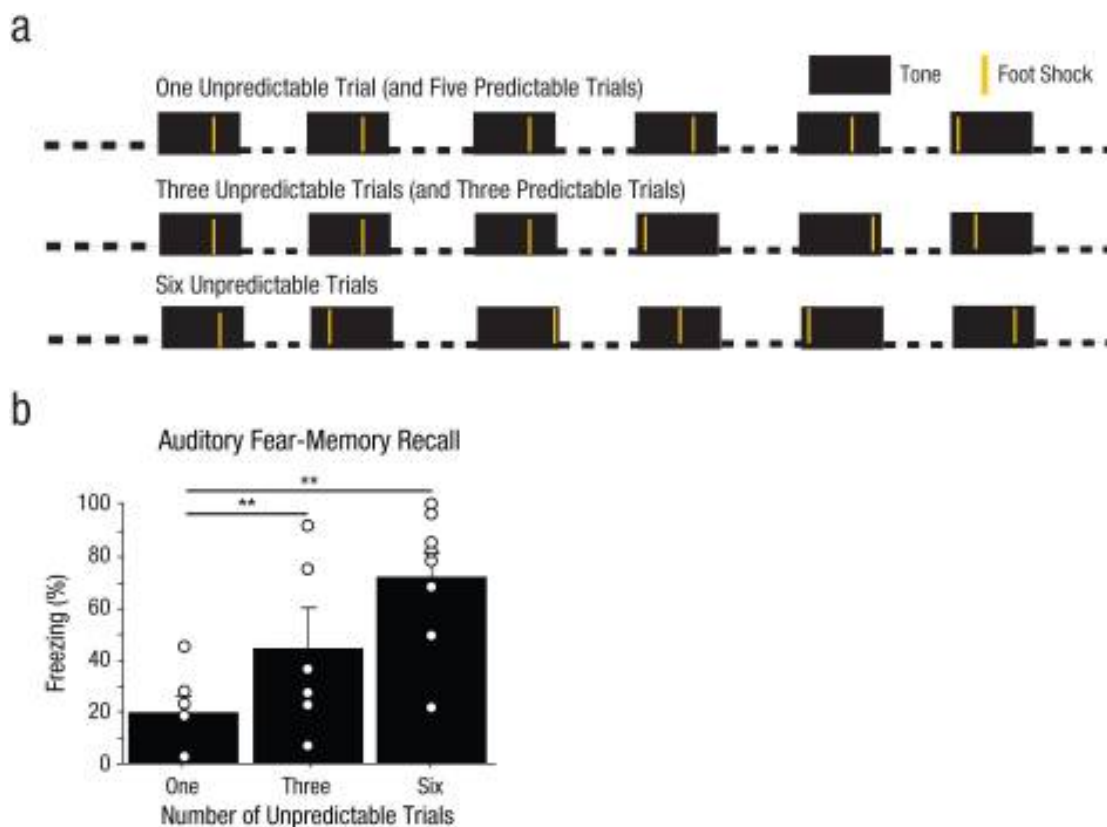 a
Tone
Foot Shock
One Unpredictable Trial (and Five Predictable Trials)
Three Unpredictable Trials (and Three Predictable Trials)
Six Unpredictable Trials
b
Auditory Fear-Memory Recall
**
**
100
80
60
40
20
0
Freezing (%)
One Three Six
Number of Unpredictable Trials